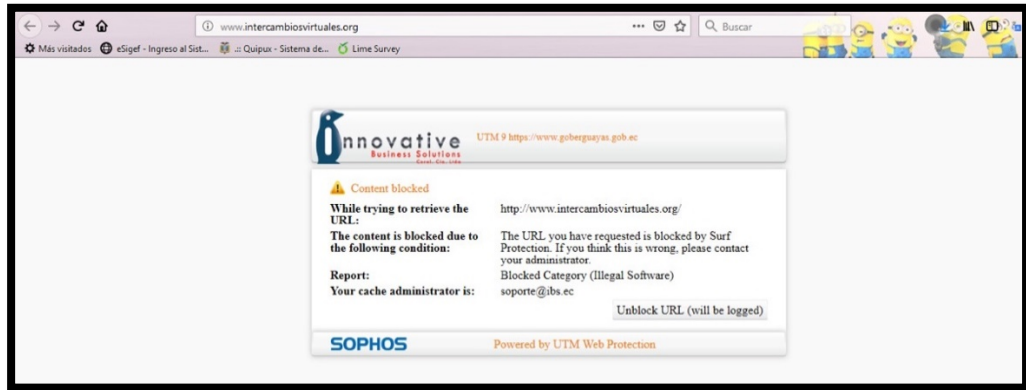 www.intercambiosvirtuales.org
Buscar
Más visitados eSigef - Ingreso al Sist... .:: Quipux - Sistema de... Lime Survey
Innovative
Business Solutions
UTM 9 https://www.goberguayas.gob.ec
Content blocked
While trying to retrieve the URL: http://www.intercambiosvirtuales.org/
The content is blocked due to the following condition: The URL you have requested is blocked by Surf
Protection. If you think this is wrong, please contact
your administrator.
Report: Blocked Category (Illegal Software)
Your cache administrator is: soporte@ibs.ec
Unblock URL (will be logged)
SOPHOS Powered by UTM Web Protection